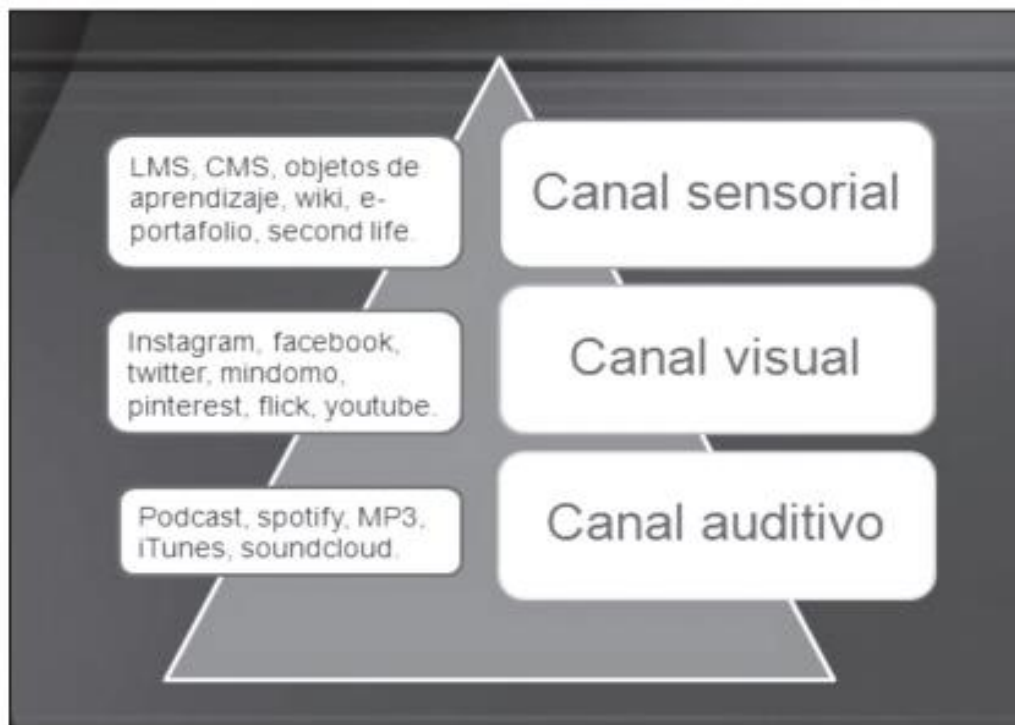 LMS, CMS, objetos de
aprendizaje, wiki, e-
portafolio, second life.
Canal sensorial
Instagram, facebook,
twitter, mindomo,
pinterest, flick, youtube.
Canal visual
Podcast, spotify, MP3,
iTunes, soundcloud.
Canal auditivo